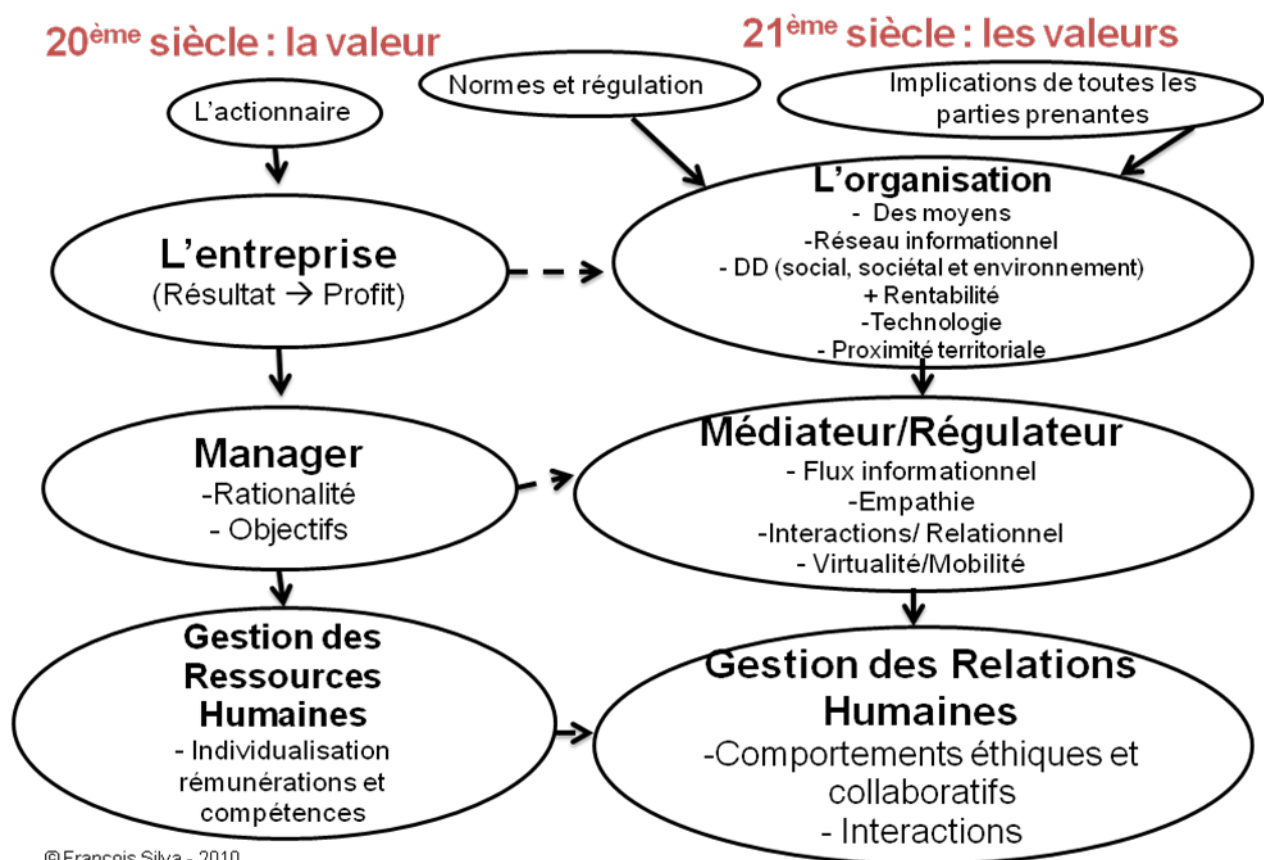 20ème siècle : la valeur
L'actionnaire
L'entreprise
(Résultat → Profit)
Manager
-Rationalité
- Objectifs
Gestion des
Ressources
Humaines
- Individualisation
rémunérations et
compétences
© François Silva - 2010
21ème siècle : les valeurs
Normes et régulation
Implications de toutes les
parties prenantes
L'organisation
- Des moyens
-Réseau informationnel
- DD (social, sociétal et environnement)
+ Rentabilité
-Technologie
- Proximité territoriale
Médiateur/Régulateur
- Flux informationnel
-Empathie
-Interactions/ Relationnel
- Virtualité/Mobilité
Gestion des Relations
Humaines
-Comportements éthiques et
collaboratifs
- Interactions